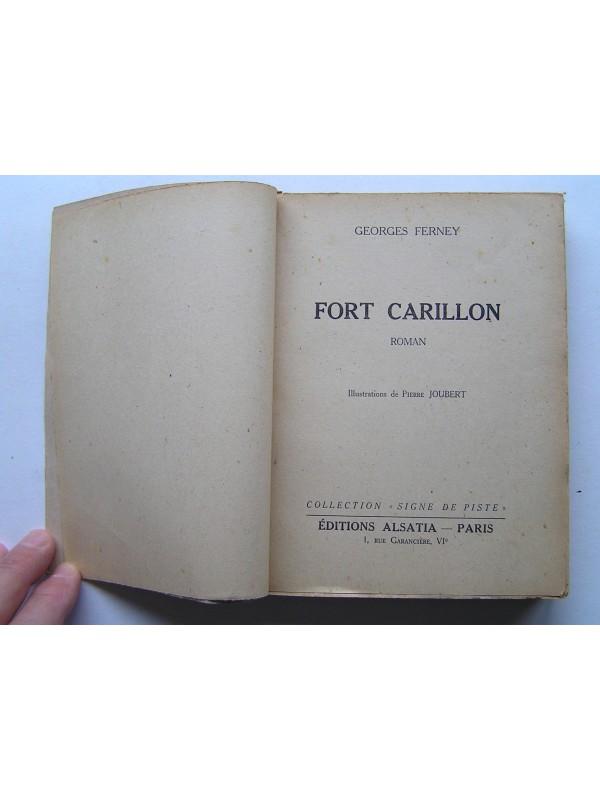 GEORGES FERNEY
FORT CARILLON
ROMAN
Illustrations de PIERRE JOUBERT
COLLECTION « SIGNE DE PISTE »
ÉDITIONS ALSATIA — PARIS
1, RUE GARANCIÈRE, VIe